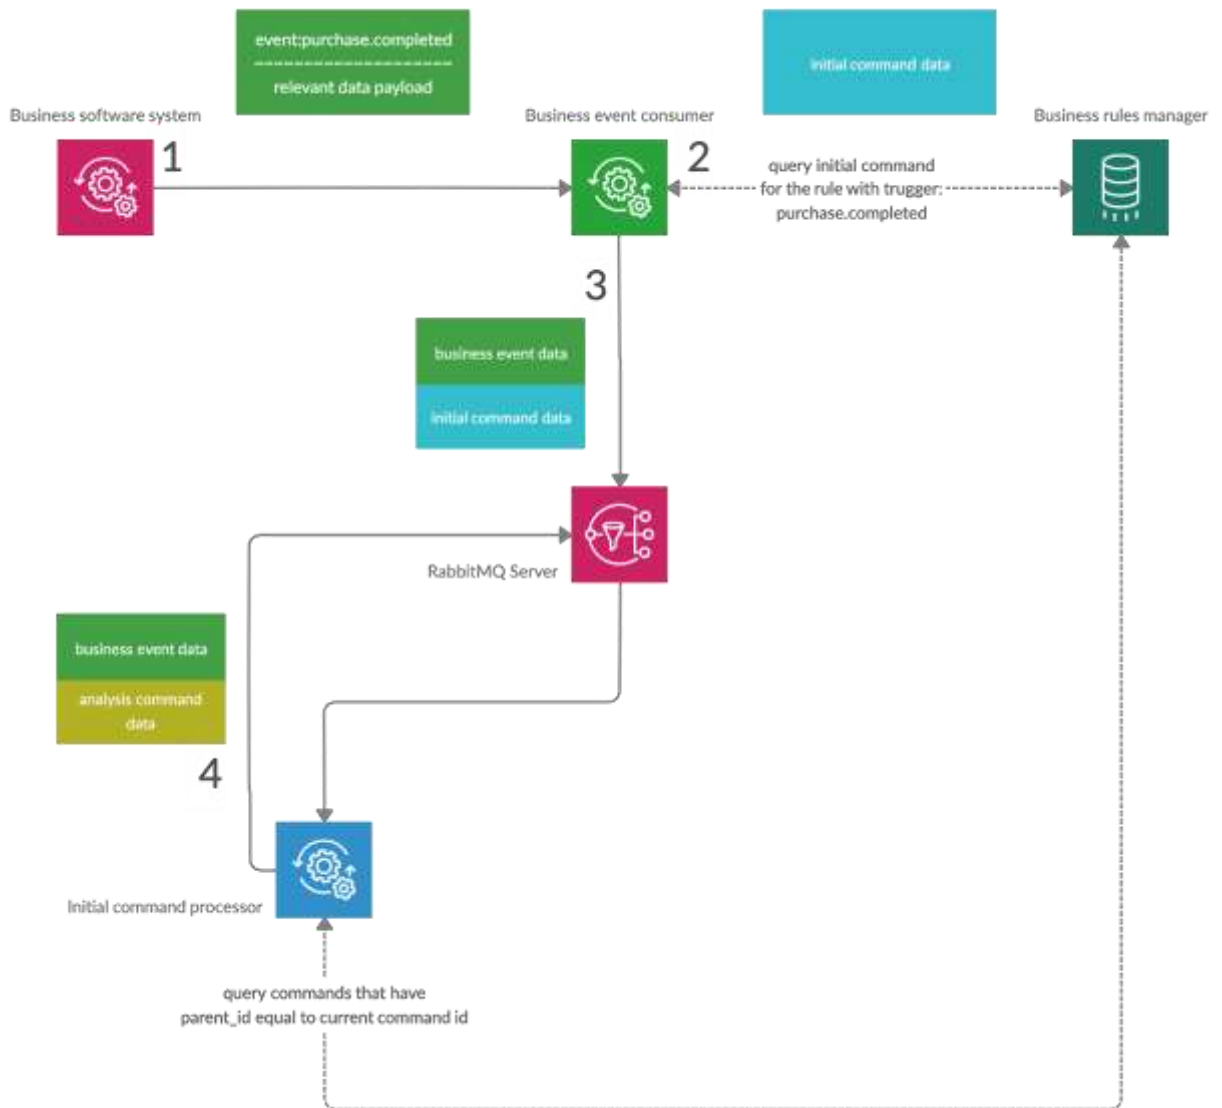 event:purchase.completed
relevant data payload
initial command data
Business software system
Business event consumer
Business rules manager
1
2
query initial command
for the rule with trugger:
purchase.completed
3
business event data
initial command data
RabbitMQ Server
business event data
analysis command
data
4
Initial command processor
query commands that have
parent_id equal to current command id